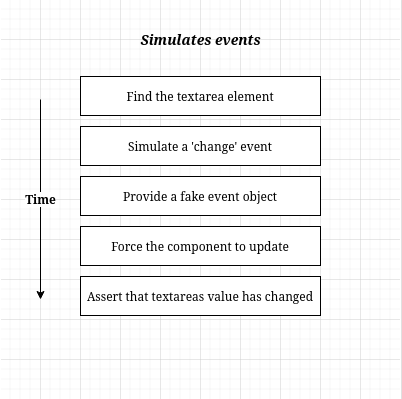 Simulates events
Find the textarea element
Simulate a 'change' event
Provide a fake event object
Time
Force the component to update
Assert that textareas value has changed